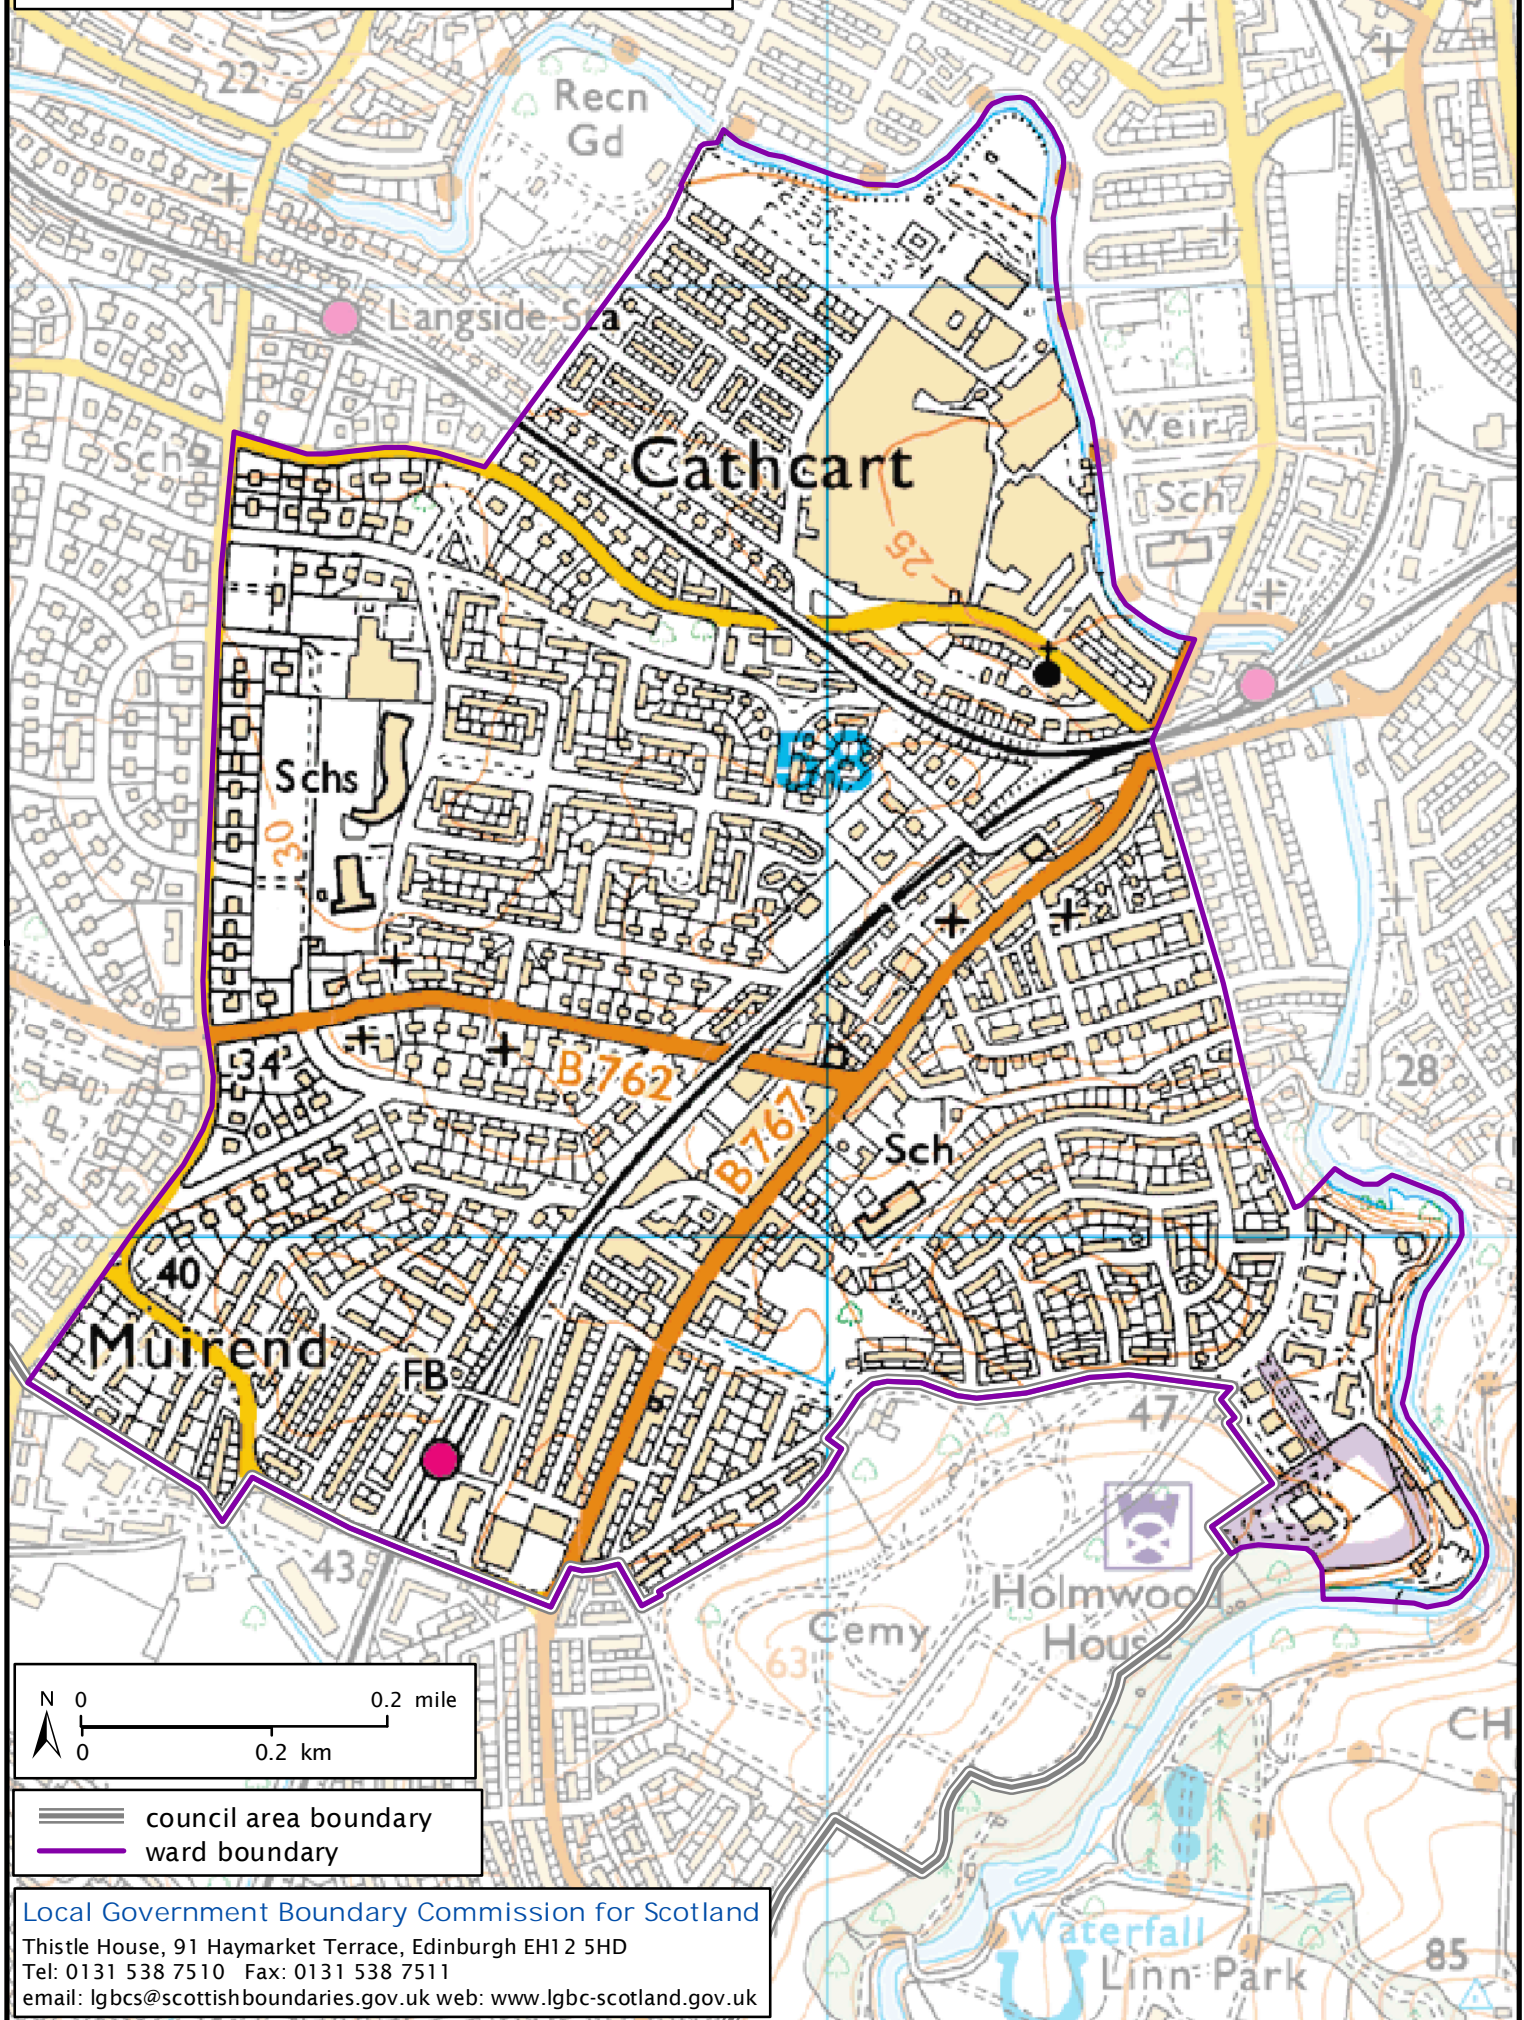 22
Recn
Gd
Langside Sta
Sch
Cathcart
Weir
Sch
25
58
Schs
30
34
B 762
28
B 767
Sch
40
Muirend
FB
47
43
Holmwood
House
Cemy
63
CH
N 0 0.2 mile
0 0.2 km
council area boundary
ward boundary
Local Government Boundary Commission for Scotland
Thistle House, 91 Haymarket Terrace, Edinburgh EH12 5HD
Tel: 0131 538 7510 Fax: 0131 538 7511
email: lgbcs@scottishboundaries.gov.uk web: www.lgbc-scotland.gov.uk
Waterfall
Linn Park
85